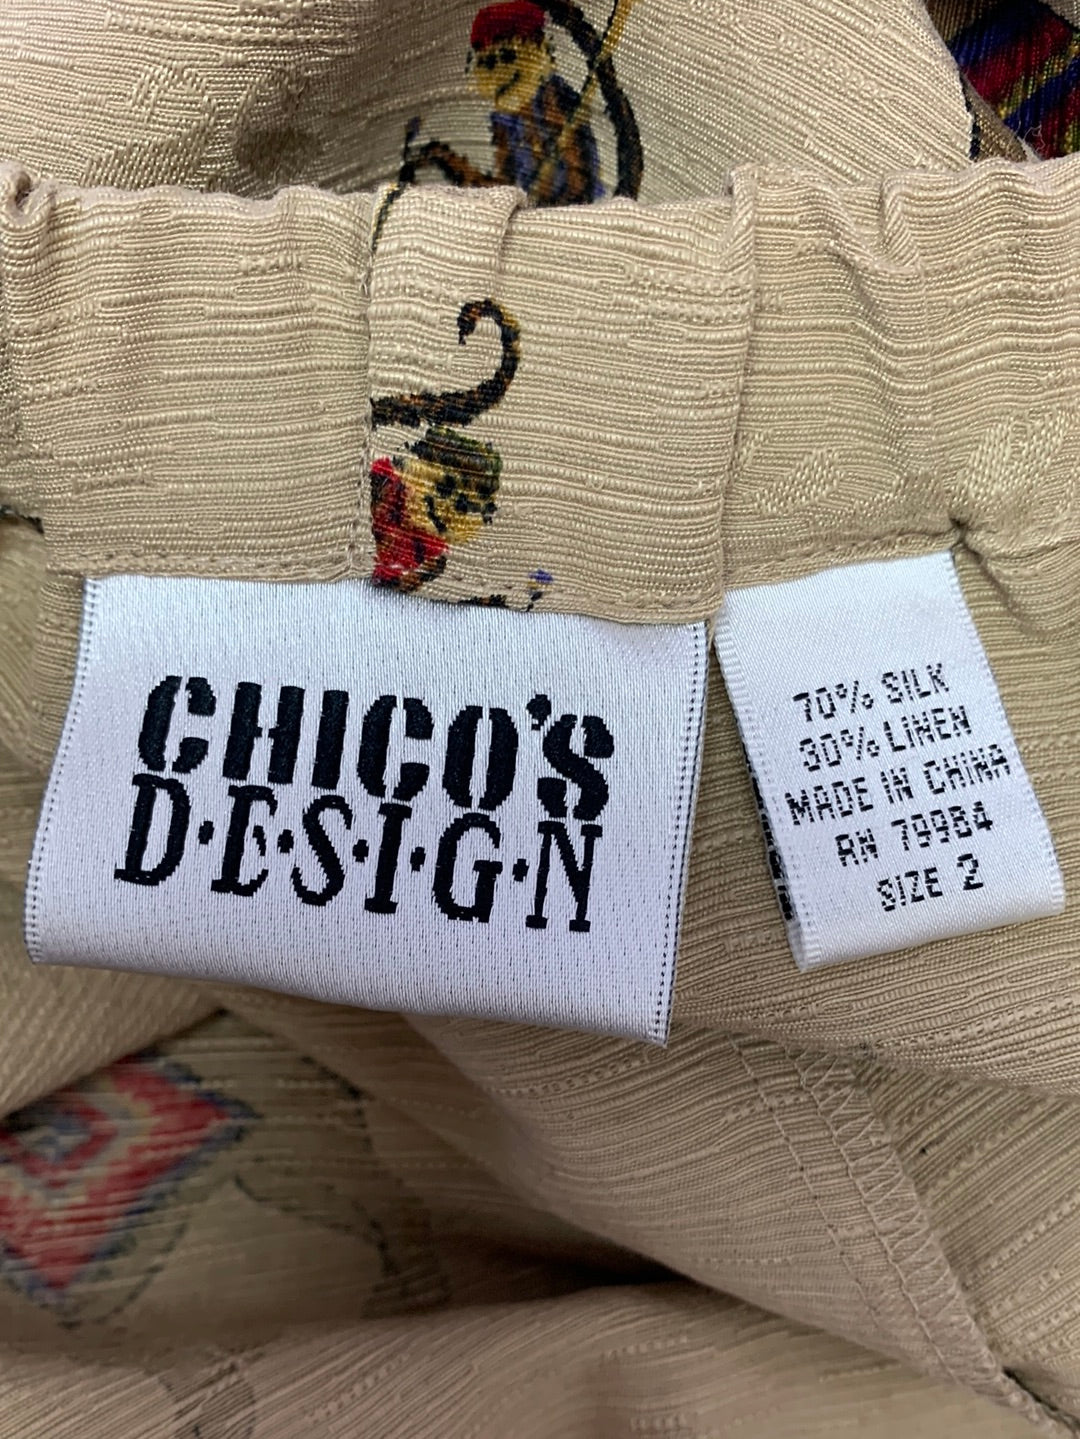 CHICO'S
D·E·S·I·G·N
70% SILK
30% LINEN
MADE IN CHINA
RN 79984
SIZE 2